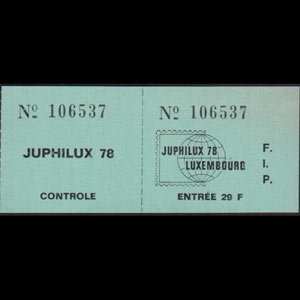 Nº 106537
JUPHILUX 78
CONTROLE
Nº 106537
JUPHILUX 78
LUXEMBOURG
F.
I.
P.
ENTRÉE 29 F